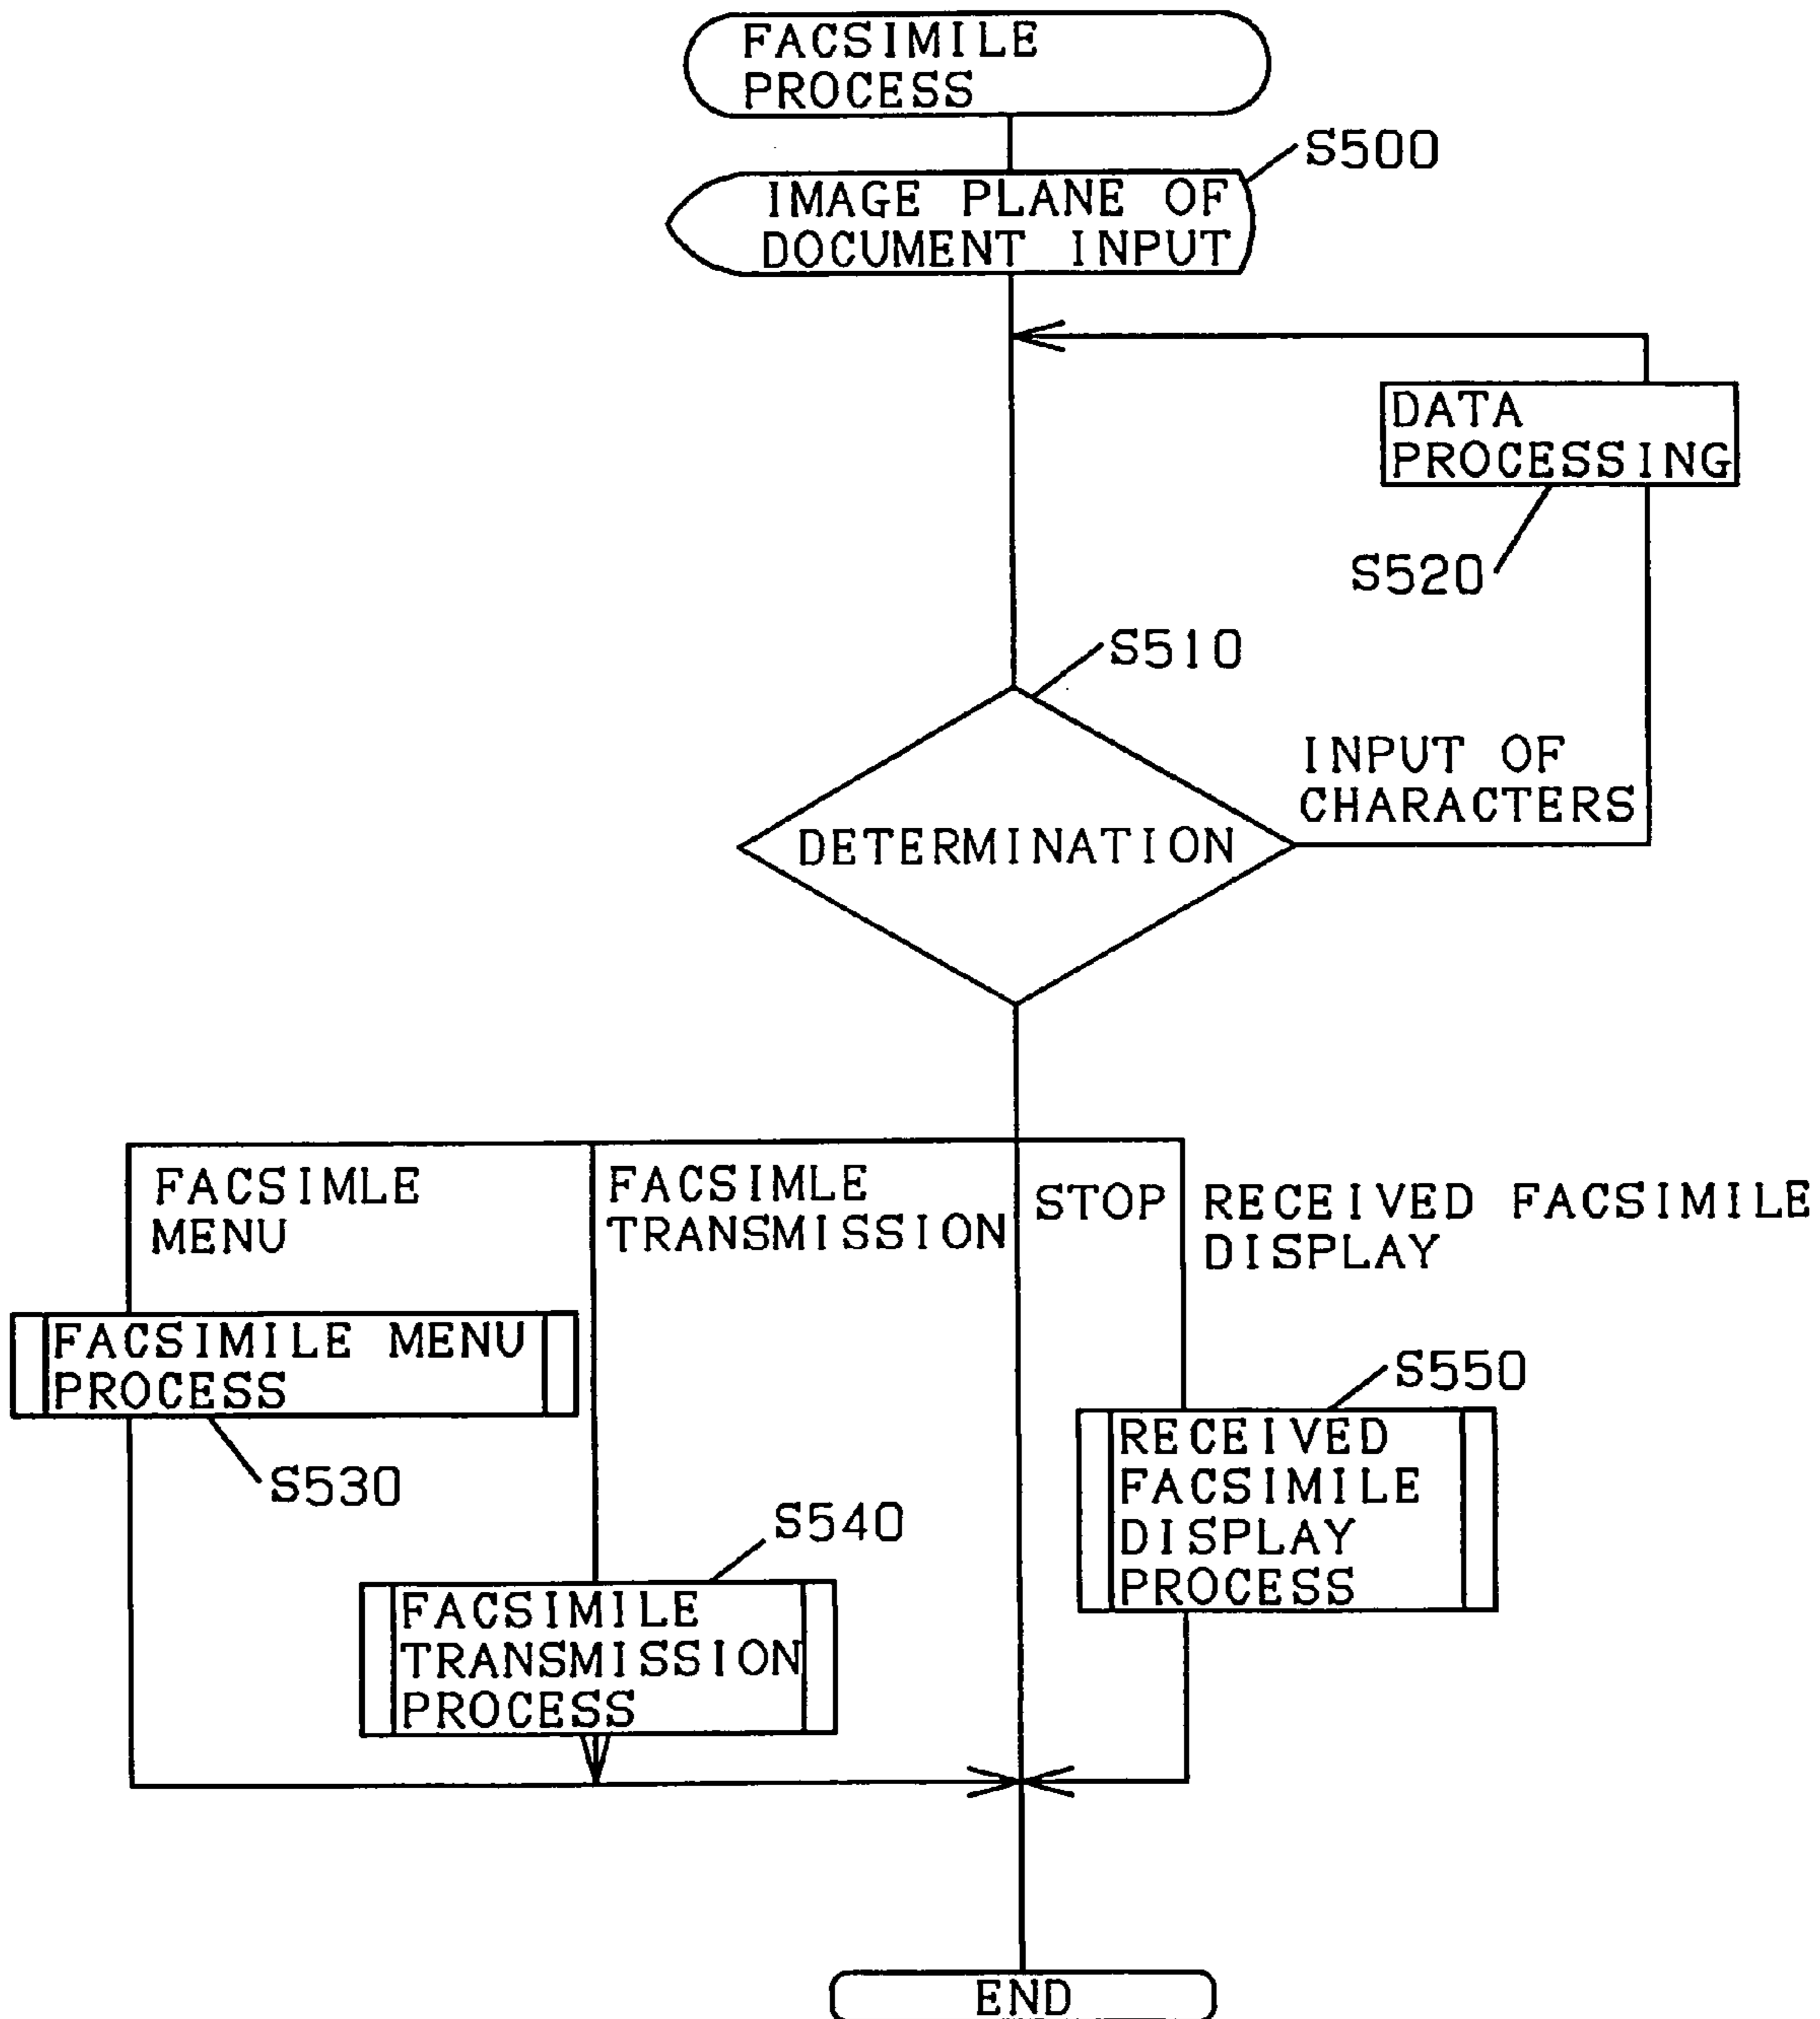 FACSIMILE
PROCESS
S500
IMAGE PLANE OF
DOCUMENT INPUT
DATA
PROCESSING
S520
S510
INPUT OF
CHARACTERS
DETERMINATION
FACSIMLE
MENU
FACSIMLE
TRANSMISSION
STOP
RECEIVED FACSIMILE
DISPLAY
FACSIMILE MENU
PROCESS
S530
S550
RECEIVED
FACSIMILE
DISPLAY
PROCESS
S540
FACSIMILE
TRANSMISSION
PROCESS
END